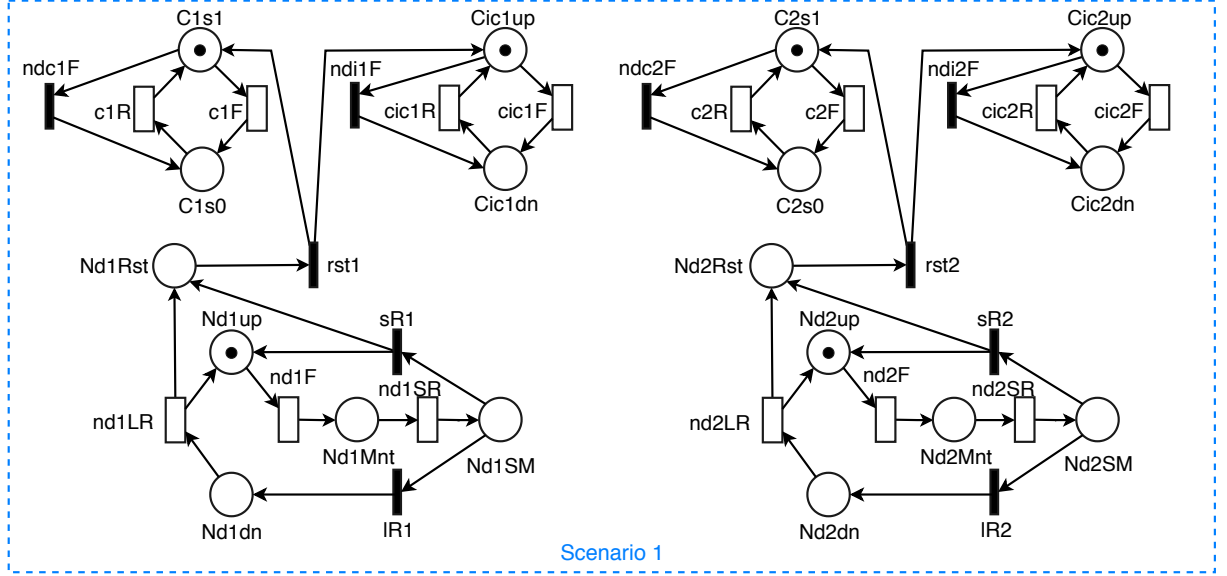 C1s1
Cic1up
C2s1
Cic2up
ndc1F
ndi1F
ndc2F
ndi2F
c1R
c1F
cic1R
cic1F
c2R
c2F
cic2R
cic2F
C1s0
Cic1dn
C2s0
Cic2dn
Nd1Rst
rst1
Nd2Rst
rst2
Nd1up
sR1
Nd2up
sR2
nd1F
nd1SR
nd2F
nd2SR
nd1LR
nd2LR
Nd1Mnt
Nd1SM
Nd2Mnt
Nd2SM
Nd1dn
lR1
Nd2dn
lR2
Scenario 1